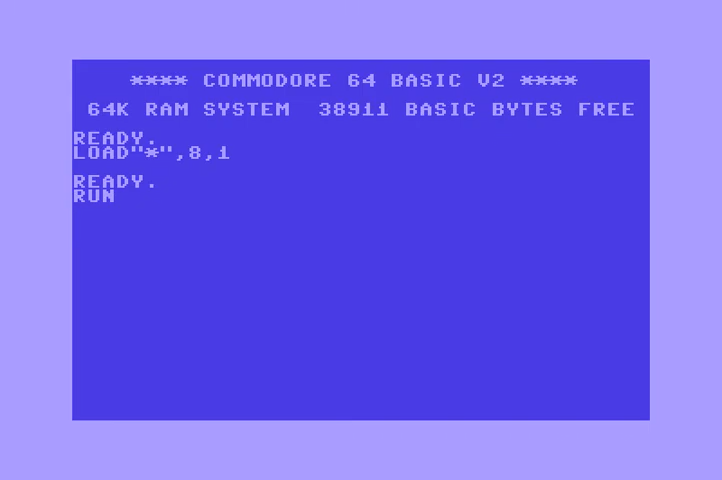 **** COMMODORE 64 BASIC V2 ****
64K RAM SYSTEM  38911 BASIC BYTES FREE
READY.
LOAD"*",8,1
READY.
RUN